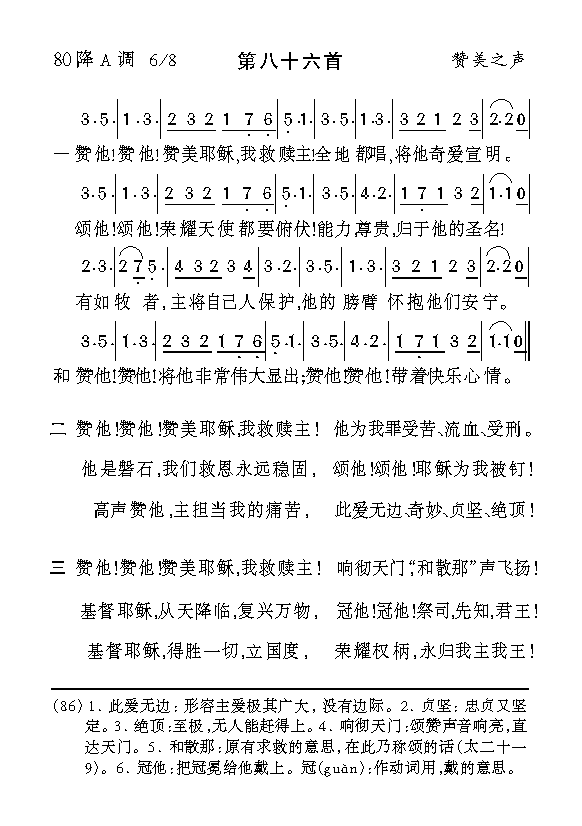 80降A调 6/8 第八十六首 赞美之声
3·5·|1·3·|2 3 2 1 7 6|5·1·|3·5·|1·3·|3 2 1 2 3|2·2 0|
一 赞他!赞他!赞美耶稣,我救赎主!全地都唱,将他奇爱宣明。
3·5·|1·3·|2 3 2 1 7 6|5·1·|3·5·|4·2·|1 7 1 3 2|1·1 0|
颂他!颂他!荣耀天使都要俯伏!能力,尊贵,归于他的圣名!
2·3·|2 7 5·|4 3 2 3 4|3·2·|3·5·|1·3·|3 2 1 2 3|2·2 0|
有如牧 者,主将自己人保护,他的 膀臂 怀抱他们安宁。
3·5·|1·3·|2 3 2 1 7 6|5·1·|3·5·|4·2·|1 7 1 3 2|1·1 0‖
和 赞他!赞他!将他非常伟大显出;赞他!赞他!带着快乐心情。
二 赞他!赞他!赞美耶稣,我救赎主! 他为我罪受苦、流血、受刑。
他是磐石,我们救恩永远稳固, 颂他!颂他!耶稣为我被钉!
高声赞他,主担当我的痛苦, 此爱无边、奇妙、贞坚、绝顶!
三 赞他!赞他!赞美耶稣,我救赎主! 响彻天门,“和散那”声飞扬!
基督耶稣,从天降临,复兴万物, 冠他!冠他!祭司,先知,君王!
基督耶稣,得胜一切,立国度, 荣耀权柄,永归我主我王!
(86) 1. 此爱无边: 形容主爱极其广大, 没有边际。2. 贞坚: 忠贞又坚
定。3. 绝顶:至极,无人能赶得上。4. 响彻天门:颂赞声音响亮,直
达天门。5. 和散那:原有求救的意思,在此乃称颂的话(太二十一
9)。6. 冠他:把冠冕给他戴上。冠(guàn):作动词用,戴的意思。